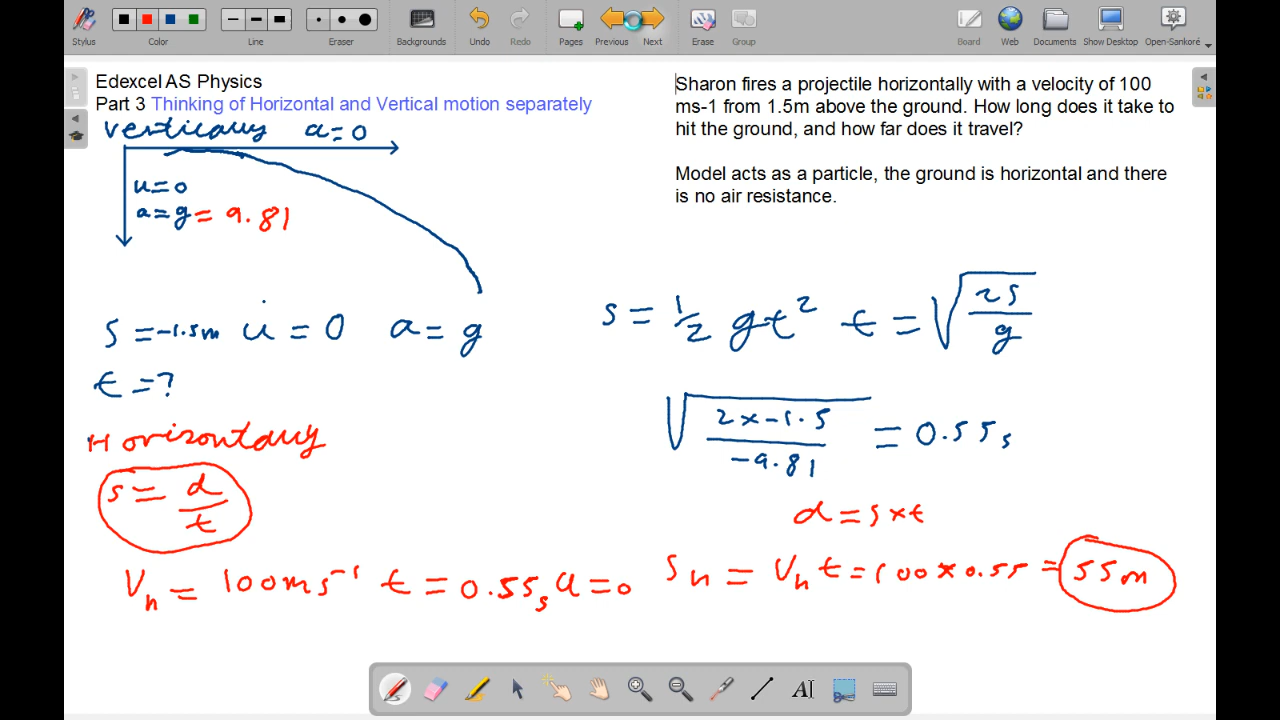 Stylus
Color
Line
Eraser
Backgrounds
Undo
Redo
Pages
Previous
Next
Erase
Group
Board
Web
Documents
Show Desktop
Open-Sankoré
Edexcel AS Physics
Part 3 Thinking of Horizontal and Vertical motion separately
Vertically a=0
u=0
a=g=9.81
s=-1.5m u=0 a=g
t=?
Horizontally
s=d/t
Vh=100ms⁻¹ t=0.55s a=0
Sharon fires a projectile horizontally with a velocity of 100
ms-1 from 1.5m above the ground. How long does it take to
hit the ground, and how far does it travel?
Model acts as a particle, the ground is horizontal and there
is no air resistance.
s=½gt² t=√(2s/g)
√(2x-1.5/-9.81)=0.55s
d=s×t
Sh=Vht=100×0.55=55m
AI